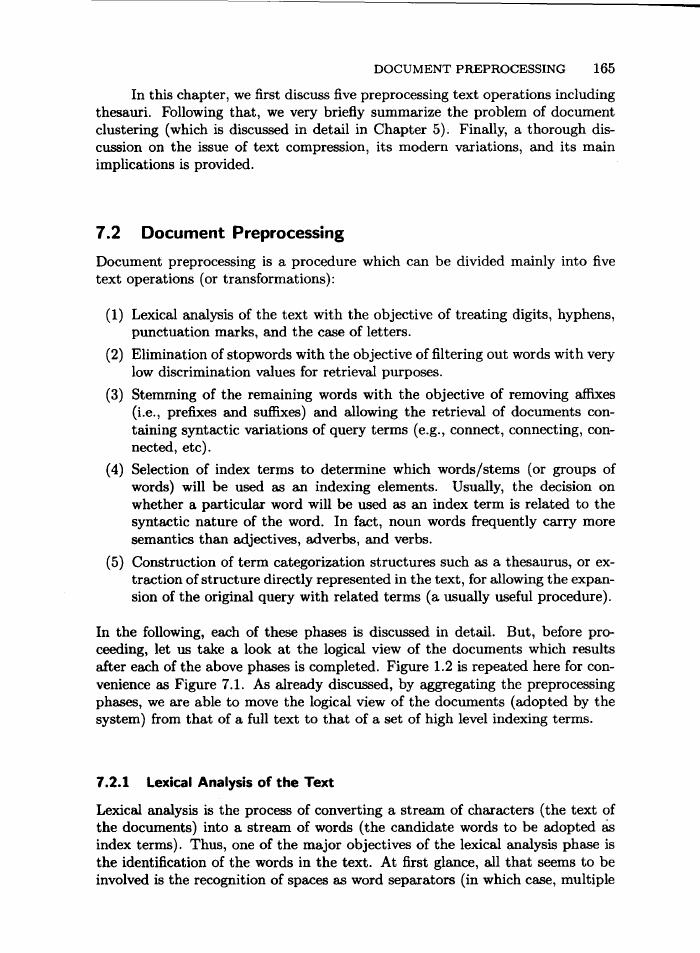 DOCUMENT PREPROCESSING 165
In this chapter, we first discuss five preprocessing text operations including
thesauri. Following that, we very briefly summarize the problem of document
clustering (which is discussed in detail in Chapter 5). Finally, a thorough dis-
cussion on the issue of text compression, its modern variations, and its main
implications is provided.
7.2 Document Preprocessing
Document preprocessing is a procedure which can be divided mainly into five
text operations (or transformations):
(1) Lexical analysis of the text with the objective of treating digits, hyphens,
punctuation marks, and the case of letters.
(2) Elimination of stopwords with the objective of filtering out words with very
low discrimination values for retrieval purposes.
(3) Stemming of the remaining words with the objective of removing affixes
(i.e., prefixes and suffixes) and allowing the retrieval of documents con-
taining syntactic variations of query terms (e.g., connect, connecting, con-
nected, etc).
(4) Selection of index terms to determine which words/stems (or groups of
words) will be used as an indexing elements. Usually, the decision on
whether a particular word will be used as an index term is related to the
syntactic nature of the word. In fact, noun words frequently carry more
semantics than adjectives, adverbs, and verbs.
(5) Construction of term categorization structures such as a thesaurus, or ex-
traction of structure directly represented in the text, for allowing the expan-
sion of the original query with related terms (a usually useful procedure).
In the following, each of these phases is discussed in detail. But, before pro-
ceeding, let us take a look at the logical view of the documents which results
after each of the above phases is completed. Figure 1.2 is repeated here for con-
venience as Figure 7.1. As already discussed, by aggregating the preprocessing
phases, we are able to move the logical view of the documents (adopted by the
system) from that of a full text to that of a set of high level indexing terms.
7.2.1 Lexical Analysis of the Text
Lexical analysis is the process of converting a stream of characters (the text of
the documents) into a stream of words (the candidate words to be adopted as
index terms). Thus, one of the major objectives of the lexical analysis phase is
the identification of the words in the text. At first glance, all that seems to be
involved is the recognition of spaces as word separators (in which case, multiple